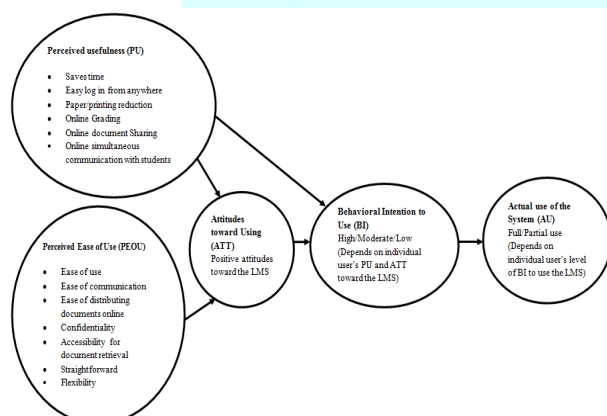 Perceived usefulness (PU)
• Saves time
• Easy log in from anywhere
• Paper/printing reduction
• Online Grading
• Online document Sharing
• Online simultaneous
communication with students
Perceived Ease of Use (PEOU)
• Ease of use
• Ease of communication
• Ease of distributing
documents online
• Confidentiality
• Accessibility for
document retrieval
• Straightforward
• Flexibility
Attitudes
toward Using
(ATT)
Positive attitudes
toward the LMS
Behavioral Intention to
Use (BI)
High/Moderate/Low
(Depends on individual
user's PU and ATT
toward the LMS)
Actual use of the
System (AU)
Full/Partial use
(Depends on
individual user's level
of BI to use the LMS)